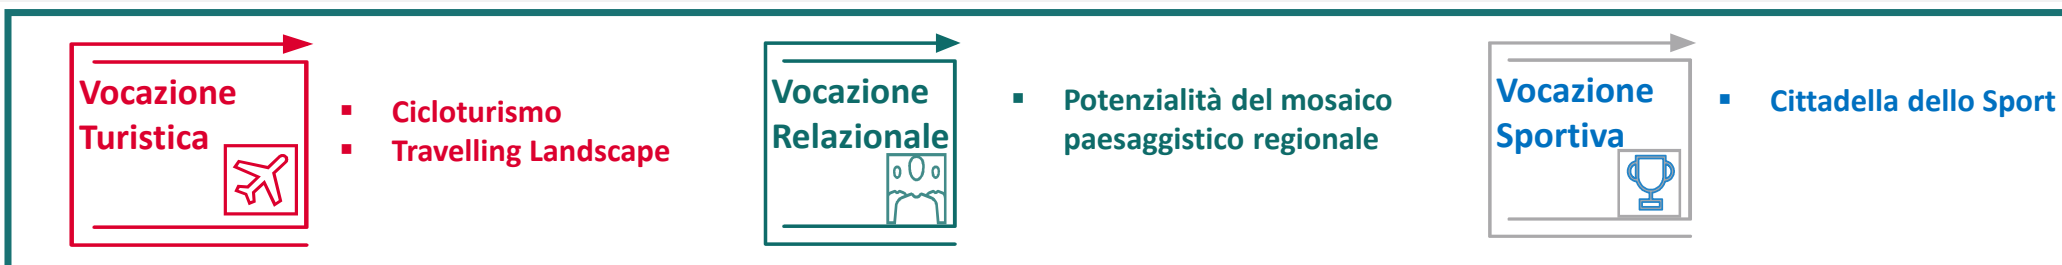 Vocazione
Turistica
▪ Cicloturismo
▪ Travelling Landscape
Vocazione
Relazionale
▪ Potenzialità del mosaico
paesaggistico regionale
Vocazione
Sportiva
▪ Cittadella dello Sport